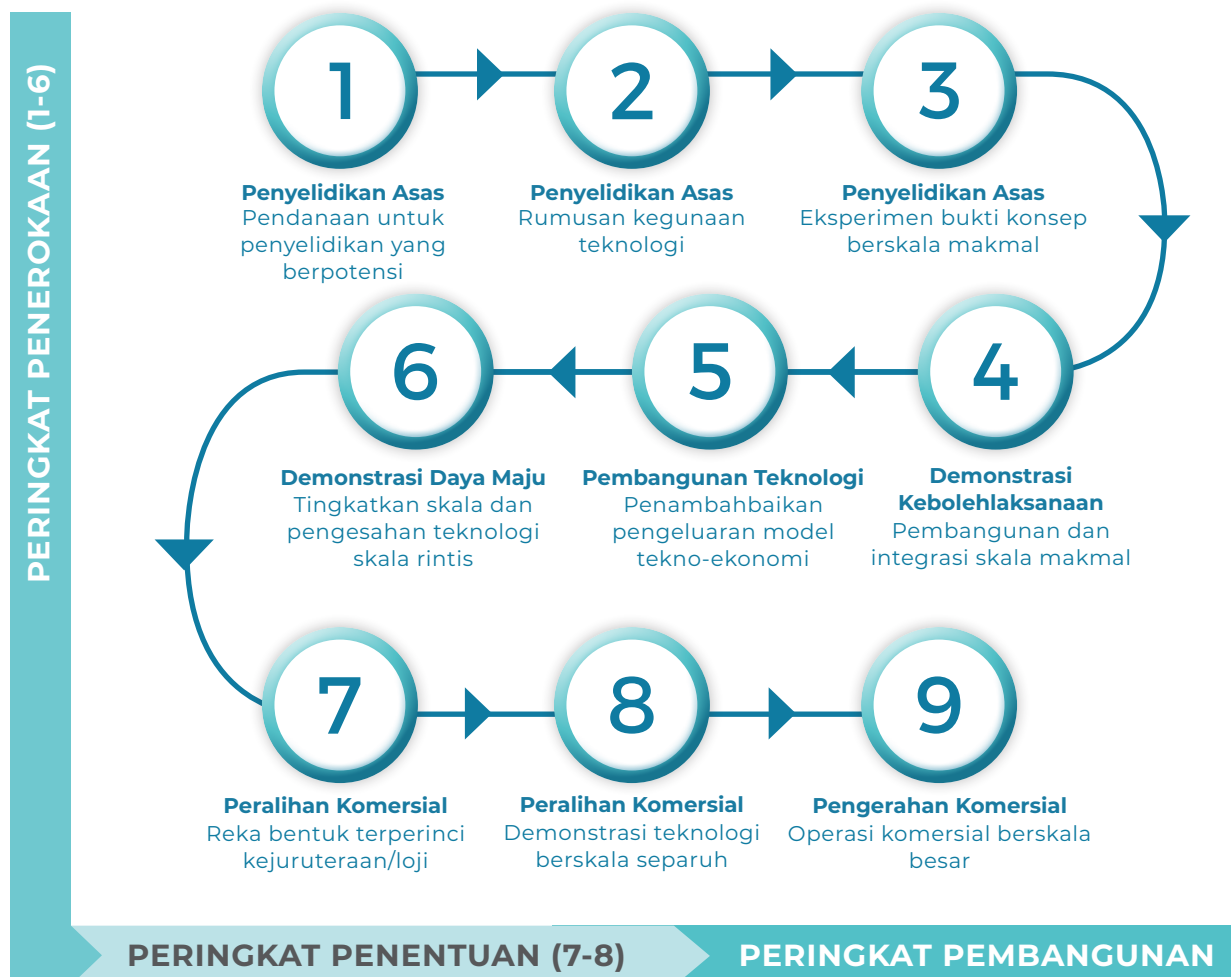 PERINGKAT PENEROKAAN (1-6)
1
2
3
Penyelidikan Asas
Pendanaan untuk
penyelidikan yang
berpotensi
Penyelidikan Asas
Rumusan kegunaan
teknologi
Penyelidikan Asas
Eksperimen bukti konsep
berskala makmal
6
5
4
Demonstrasi Daya Maju
Tingkatkan skala dan
pengesahan teknologi
skala rintis
Pembangunan Teknologi
Penambahbaikan
pengeluaran model
tekno-ekonomi
Demonstrasi
Kebolehlaksanaan
Pembangunan dan
integrasi skala makmal
7
8
9
Peralihan Komersial
Reka bentuk terperinci
kejuruteraan/loji
Peralihan Komersial
Demonstrasi teknologi
berskala separuh
Pengerahan Komersial
Operasi komersial berskala
besar
PERINGKAT PENENTUAN (7-8)
PERINGKAT PEMBANGUNAN